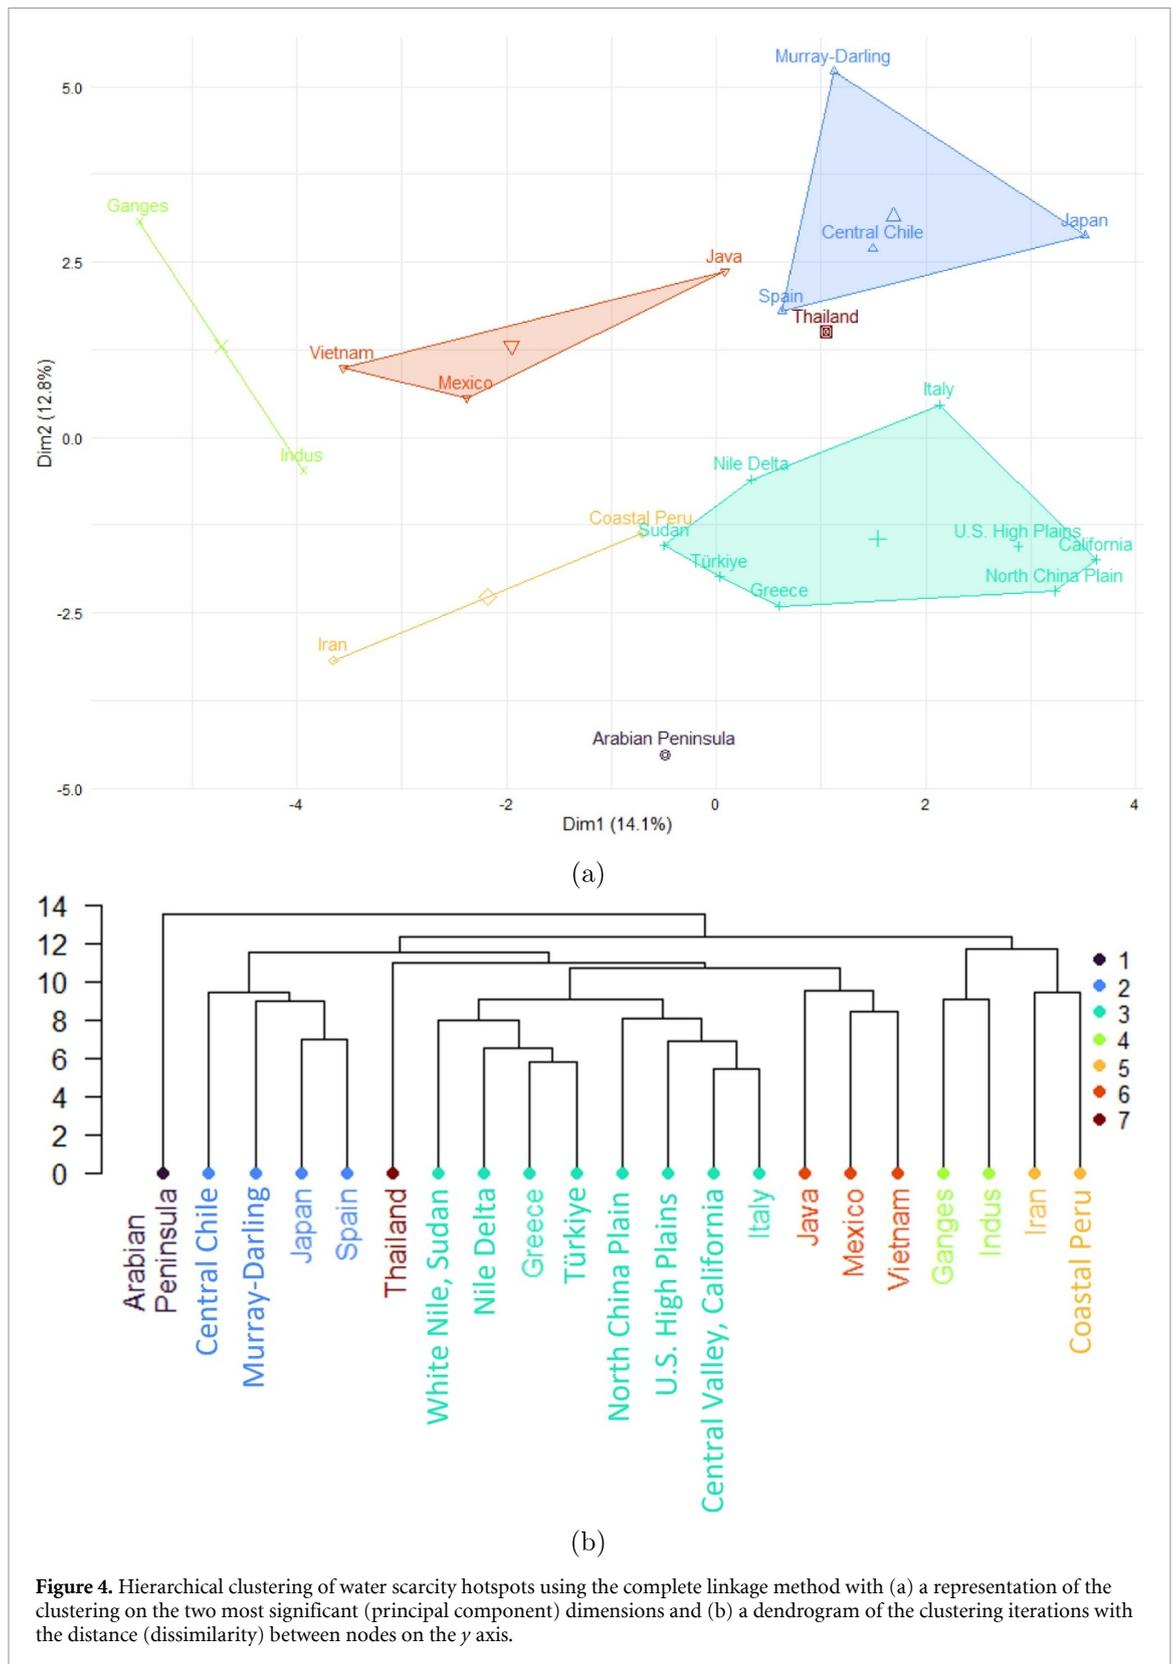 Murray-Darling
5.0
Ganges
Japan
Central Chile
Java
2.5
Spain
Thailand
Vietnam
Mexico
Italy
Dim2 (12.8%)
0.0
Indus
Nile Delta
Coastal Peru
Sudan
U.S. High Plains
California
Türkiye
North China Plain
Greece
-2.5
Iran
Arabian Peninsula
-5.0
-4
-2
0
2
4
Dim1 (14.1%)
(a)
14
12
10
8
6
4
2
0
1
2
3
4
5
6
7
Arabian
Peninsula
Central Chile
Murray-Darling
Japan
Spain
Thailand
White Nile, Sudan
Nile Delta
Greece
Türkiye
North China Plain
U.S. High Plains
Central Valley, California
Italy
Java
Mexico
Vietnam
Ganges
Indus
Iran
Coastal Peru
(b)
Figure 4. Hierarchical clustering of water scarcity hotspots using the complete linkage method with (a) a representation of the
clustering on the two most significant (principal component) dimensions and (b) a dendrogram of the clustering iterations with
the distance (dissimilarity) between nodes on the y axis.